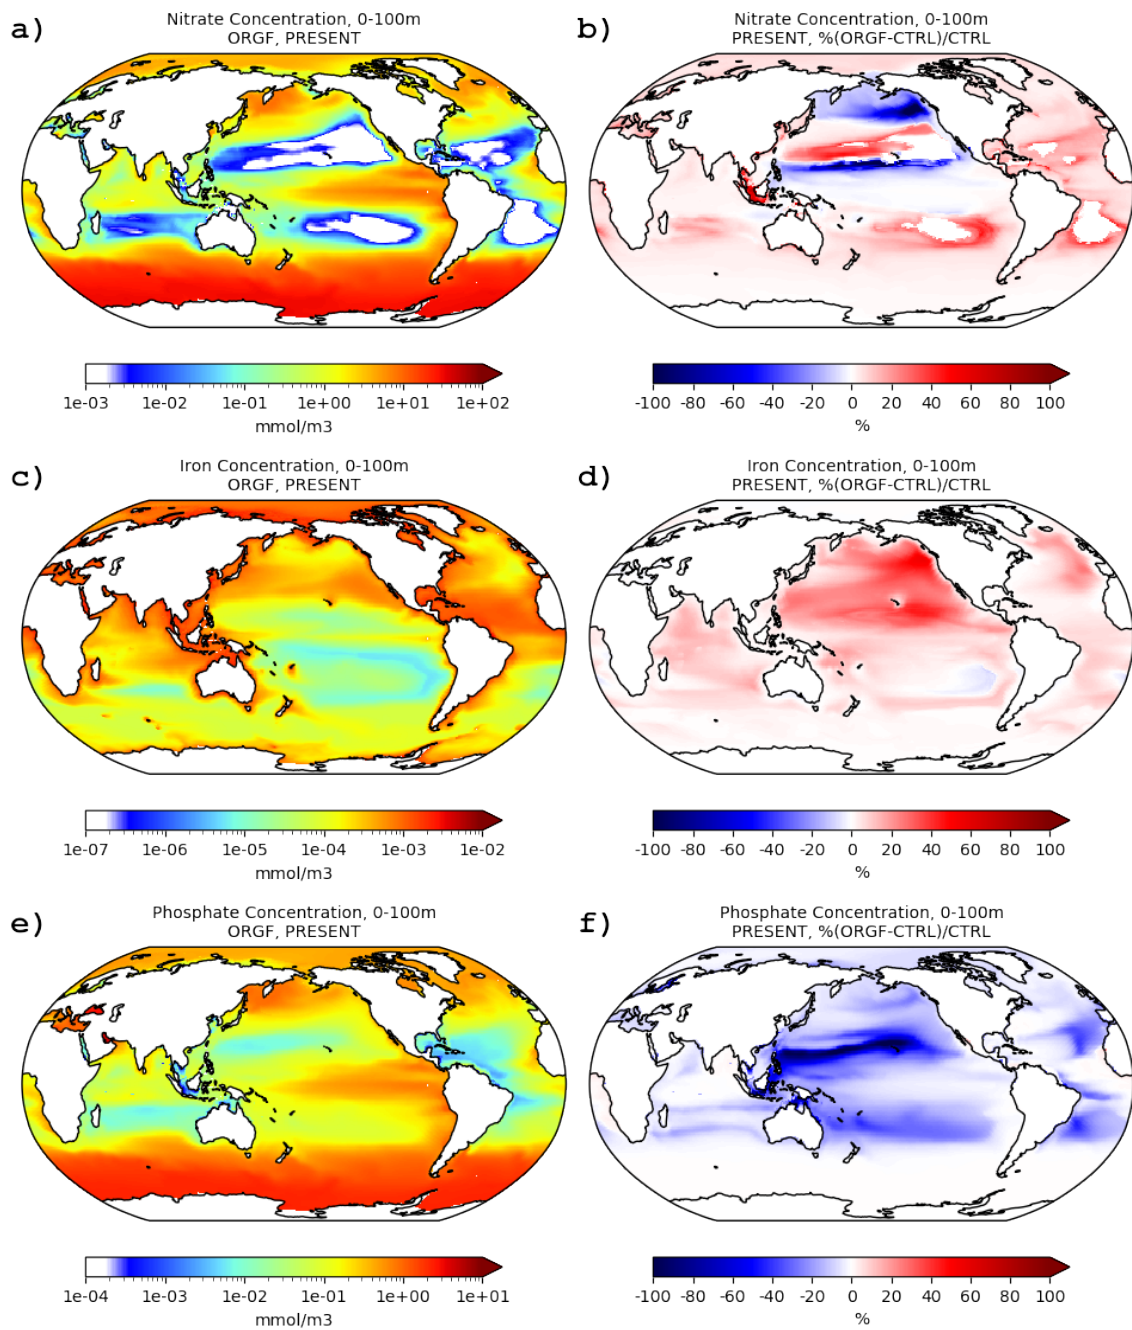 a)
Nitrate Concentration, 0-100m
ORGF, PRESENT
1e-03 1e-02 1e-01 1e+00 1e+01 1e+02
mmol/m3
b)
Nitrate Concentration, 0-100m
PRESENT, %(ORGF-CTRL)/CTRL
-100 -80 -60 -40 -20 0 20 40 60 80 100
%
c)
Iron Concentration, 0-100m
ORGF, PRESENT
1e-07 1e-06 1e-05 1e-04 1e-03 1e-02
mmol/m3
d)
Iron Concentration, 0-100m
PRESENT, %(ORGF-CTRL)/CTRL
-100 -80 -60 -40 -20 0 20 40 60 80 100
%
e)
Phosphate Concentration, 0-100m
ORGF, PRESENT
1e-04 1e-03 1e-02 1e-01 1e+00 1e+01
mmol/m3
f)
Phosphate Concentration, 0-100m
PRESENT, %(ORGF-CTRL)/CTRL
-100 -80 -60 -40 -20 0 20 40 60 80 100
%